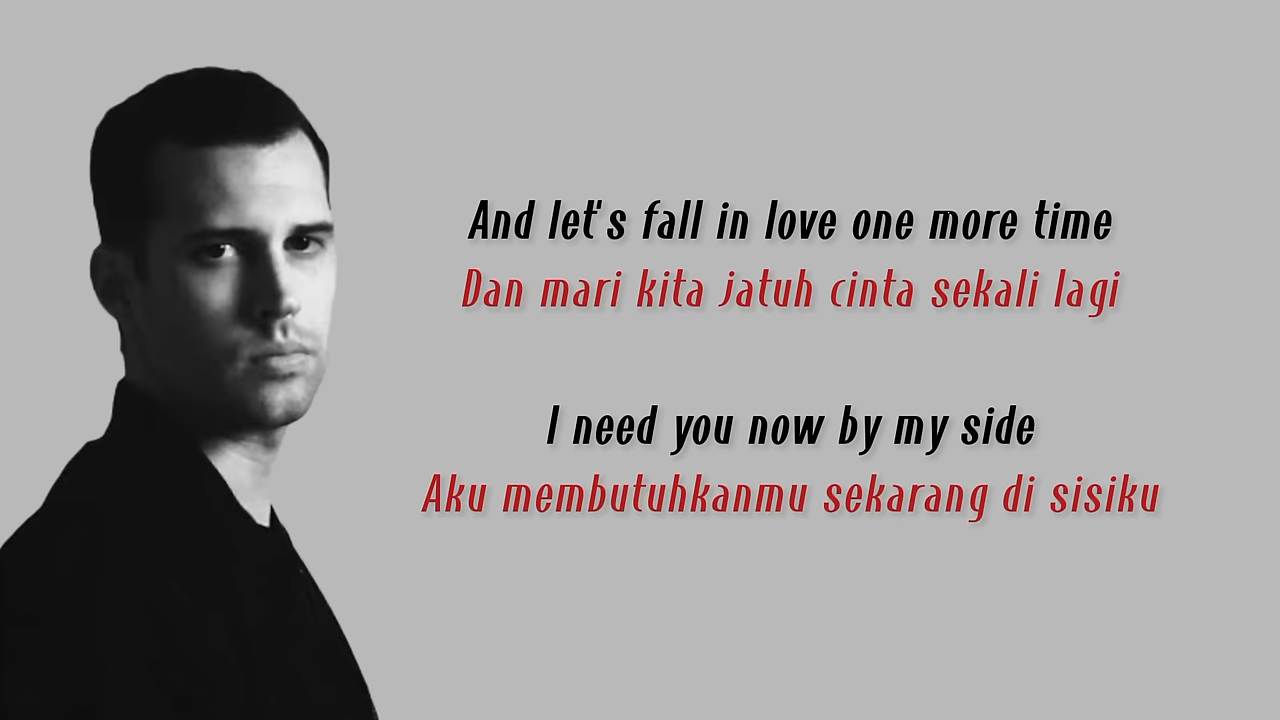 And let's fall in love one more time
Dan mari kita jatuh cinta sekali lagi
I need you now by my side
Aku membutuhkanmu sekarang di sisiku